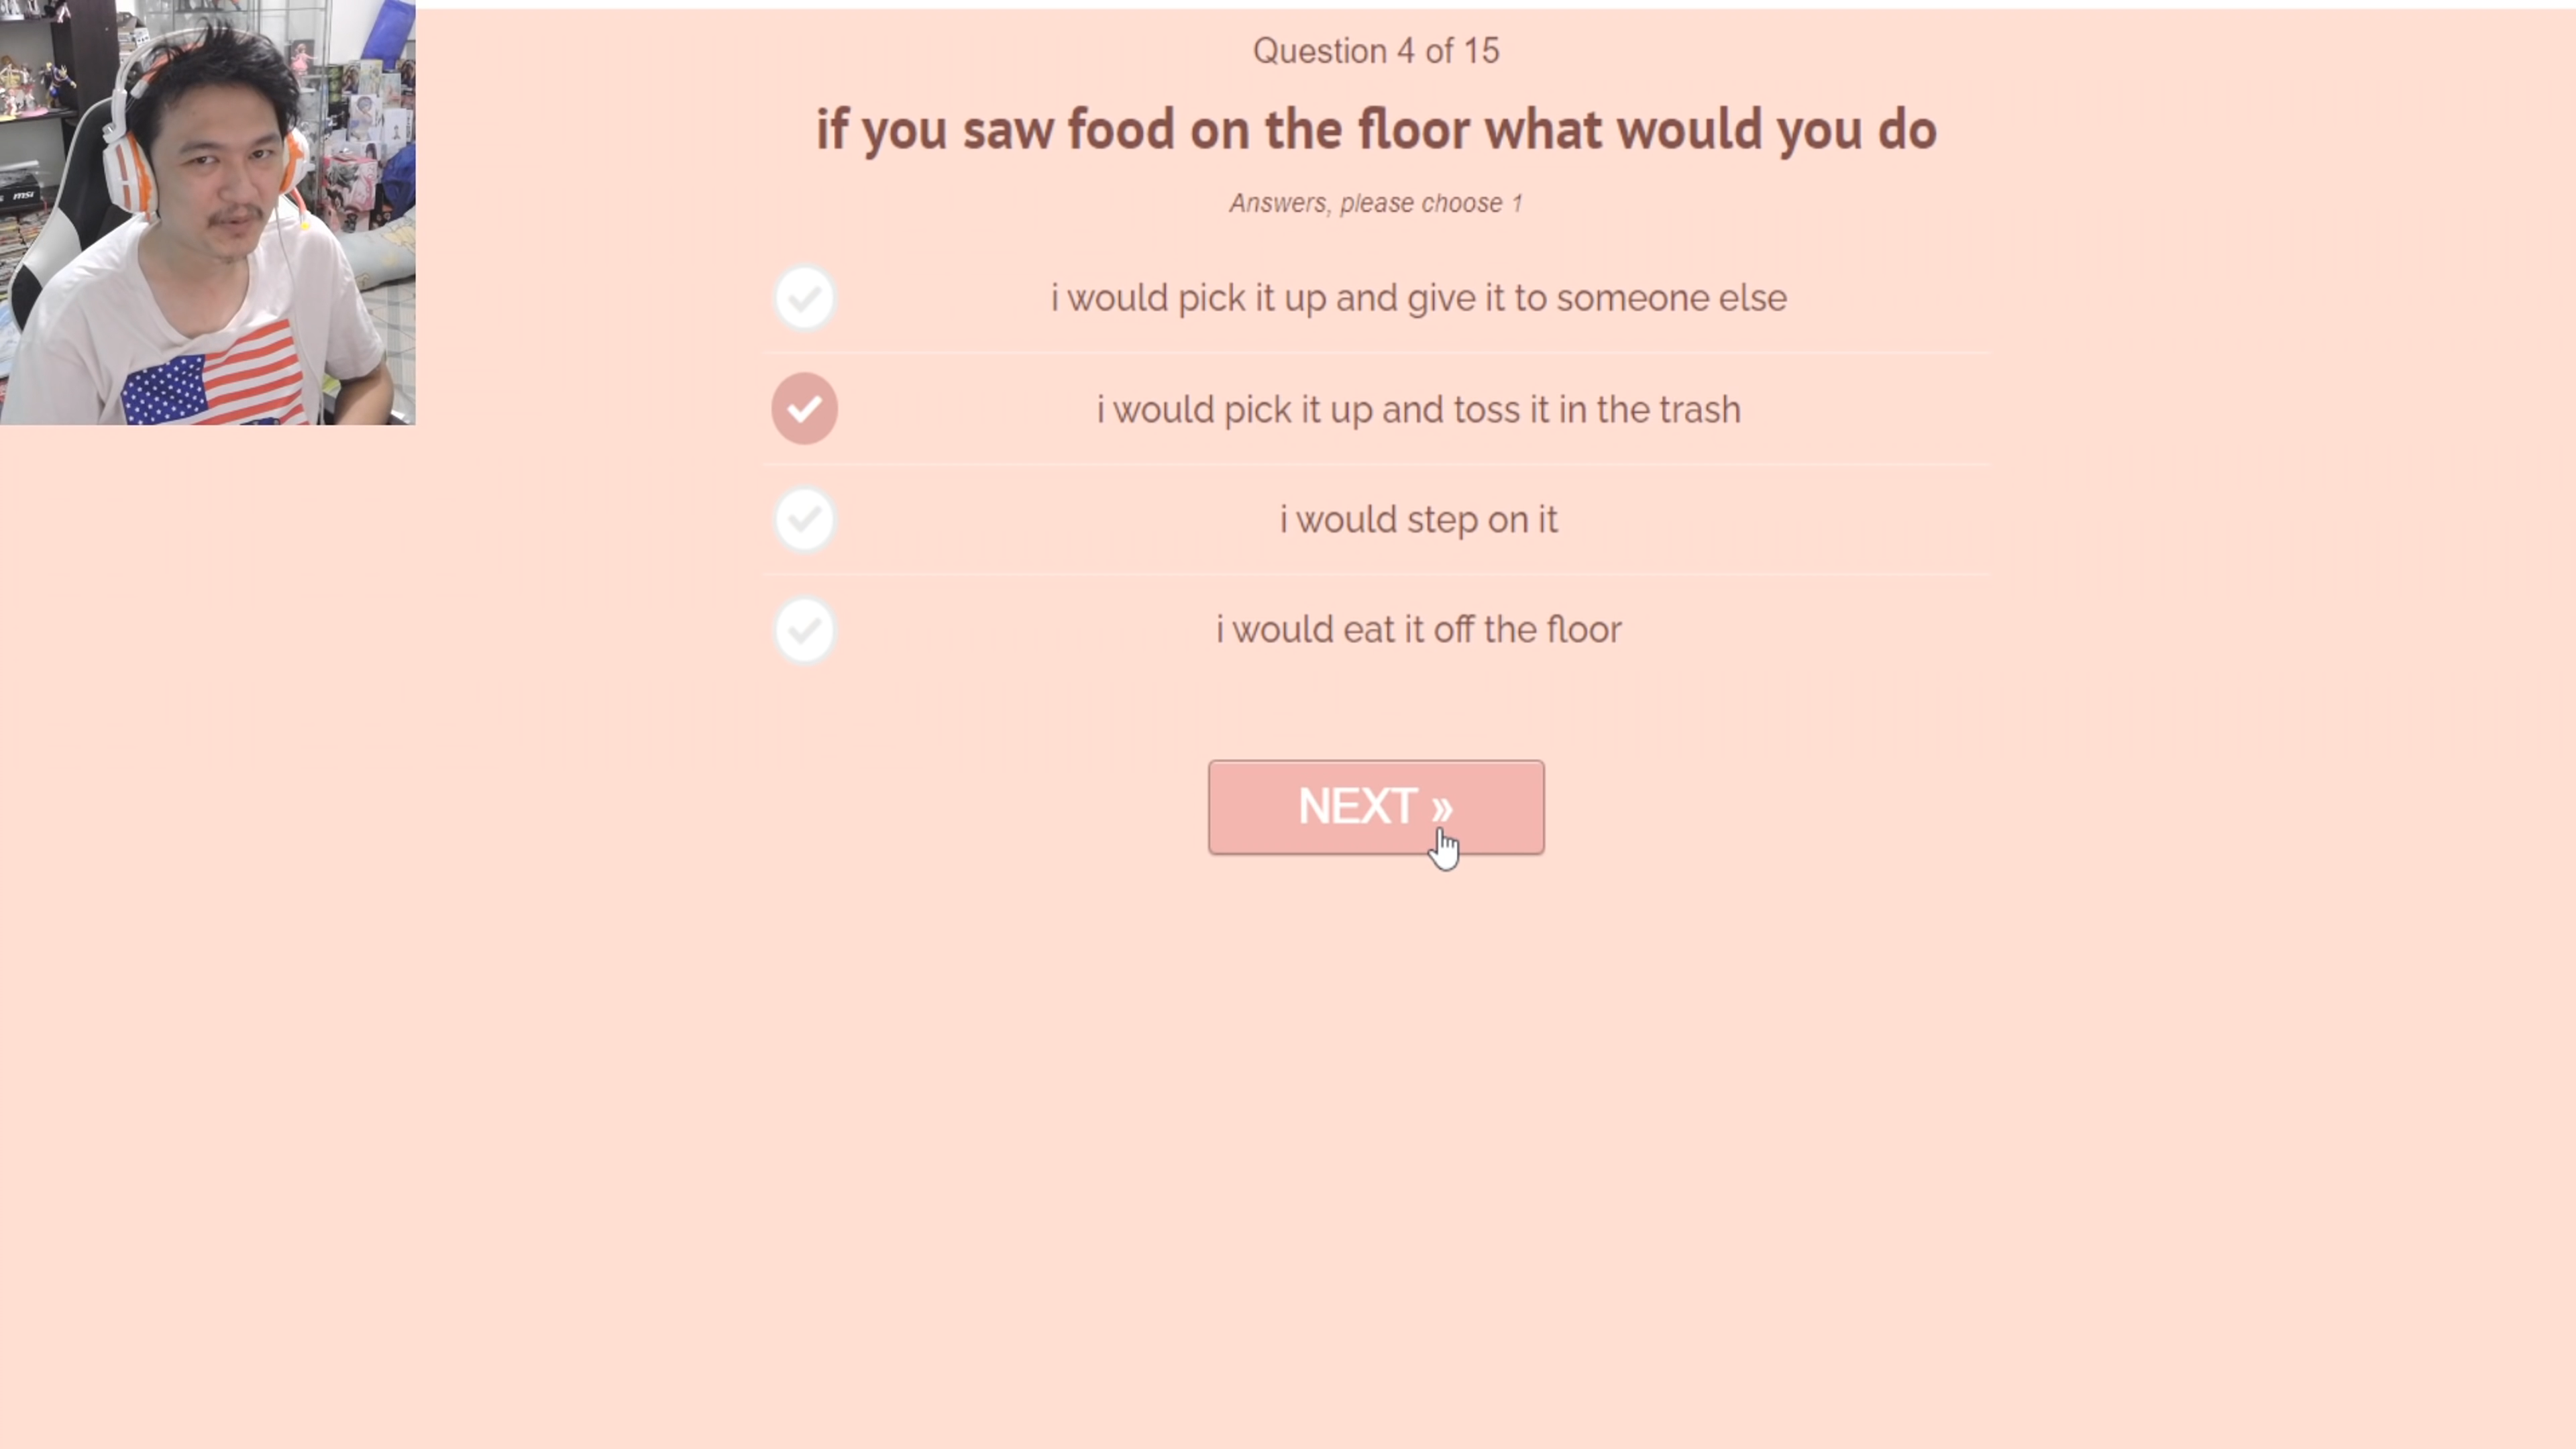 msi
Question 4 of 15
if you saw food on the floor what would you do
Answers, please choose 1
i would pick it up and give it to someone else
i would pick it up and toss it in the trash
i would step on it
i would eat it off the floor
NEXT »